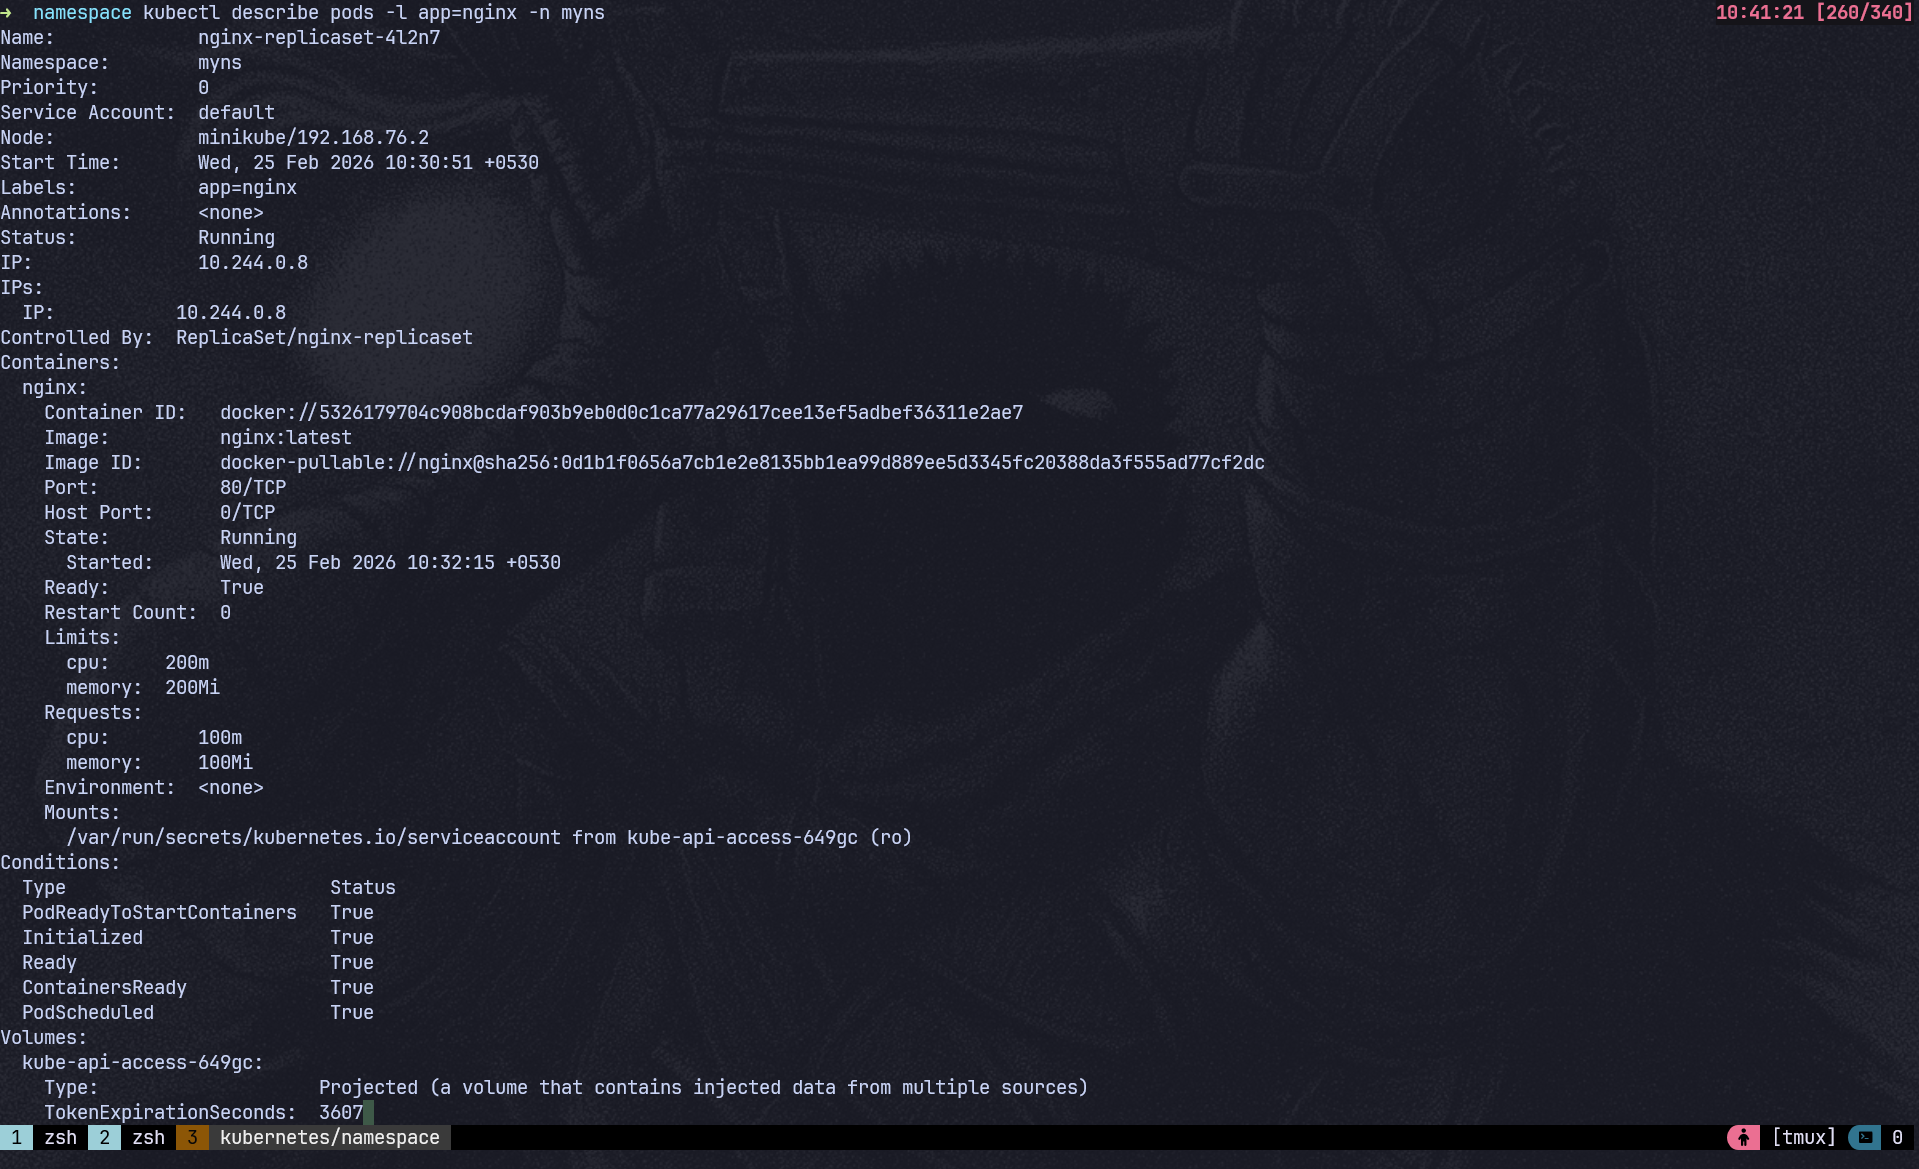 →  namespace kubectl describe pods -l app=nginx -n myns 10:41:21 [260/340]
Name:             nginx-replicaset-4l2n7
Namespace:        myns
Priority:         0
Service Account:  default
Node:             minikube/192.168.76.2
Start Time:       Wed, 25 Feb 2026 10:30:51 +0530
Labels:           app=nginx
Annotations:      <none>
Status:           Running
IP:               10.244.0.8
IPs:
  IP:           10.244.0.8
Controlled By:  ReplicaSet/nginx-replicaset
Containers:
  nginx:
    Container ID:   docker://5326179704c908bcdaf903b9eb0d0c1ca77a29617cee13ef5adbef36311e2ae7
    Image:          nginx:latest
    Image ID:       docker-pullable://nginx@sha256:0d1b1f0656a7cb1e2e8135bb1ea99d889ee5d3345fc20388da3f555ad77cf2dc
    Port:           80/TCP
    Host Port:      0/TCP
    State:          Running
      Started:      Wed, 25 Feb 2026 10:32:15 +0530
    Ready:          True
    Restart Count:  0
    Limits:
      cpu:     200m
      memory:  200Mi
    Requests:
      cpu:        100m
      memory:     100Mi
    Environment:  <none>
    Mounts:
      /var/run/secrets/kubernetes.io/serviceaccount from kube-api-access-649gc (ro)
Conditions:
  Type                        Status
  PodReadyToStartContainers   True
  Initialized                 True
  Ready                       True
  ContainersReady             True
  PodScheduled                True
Volumes:
  kube-api-access-649gc:
    Type:                    Projected (a volume that contains injected data from multiple sources)
    TokenExpirationSeconds:  3607
1 zsh 2 zsh 3 kubernetes/namespace [tmux] 0